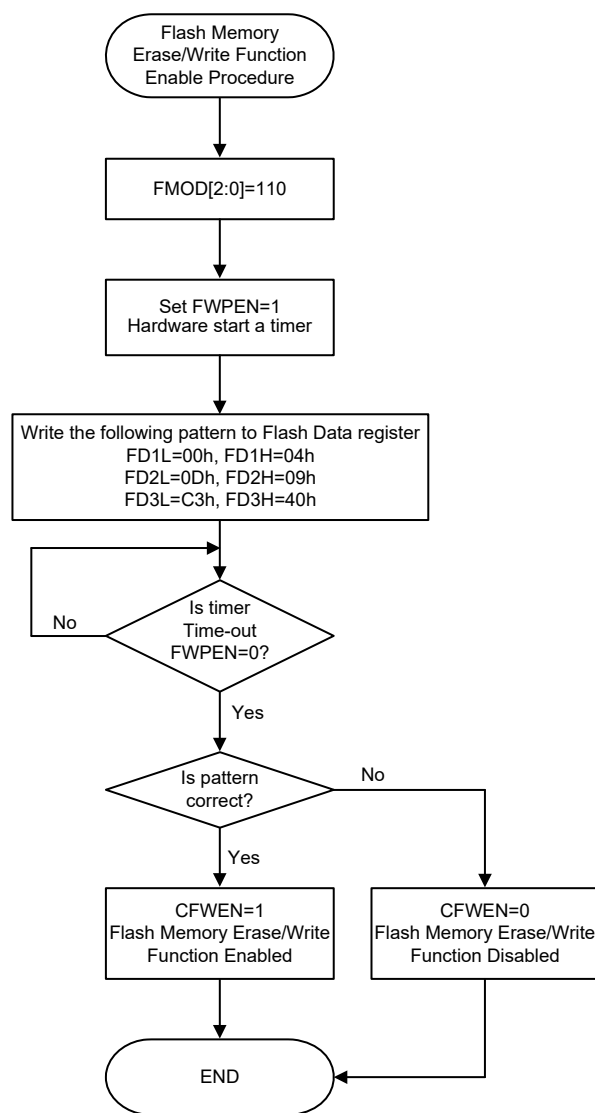 Flash Memory
Erase/Write Function
Enable Procedure
FMOD[2:0]=110
Set FWPEN=1
Hardware start a timer
Write the following pattern to Flash Data register
FD1L=00h, FD1H=04h
FD2L=0Dh, FD2H=09h
FD3L=C3h, FD3H=40h
Is timer
Time-out
FWPEN=0?
No
Yes
Is pattern
correct?
No
Yes
CFWEN=1
Flash Memory Erase/Write
Function Enabled
CFWEN=0
Flash Memory Erase/Write
Function Disabled
END